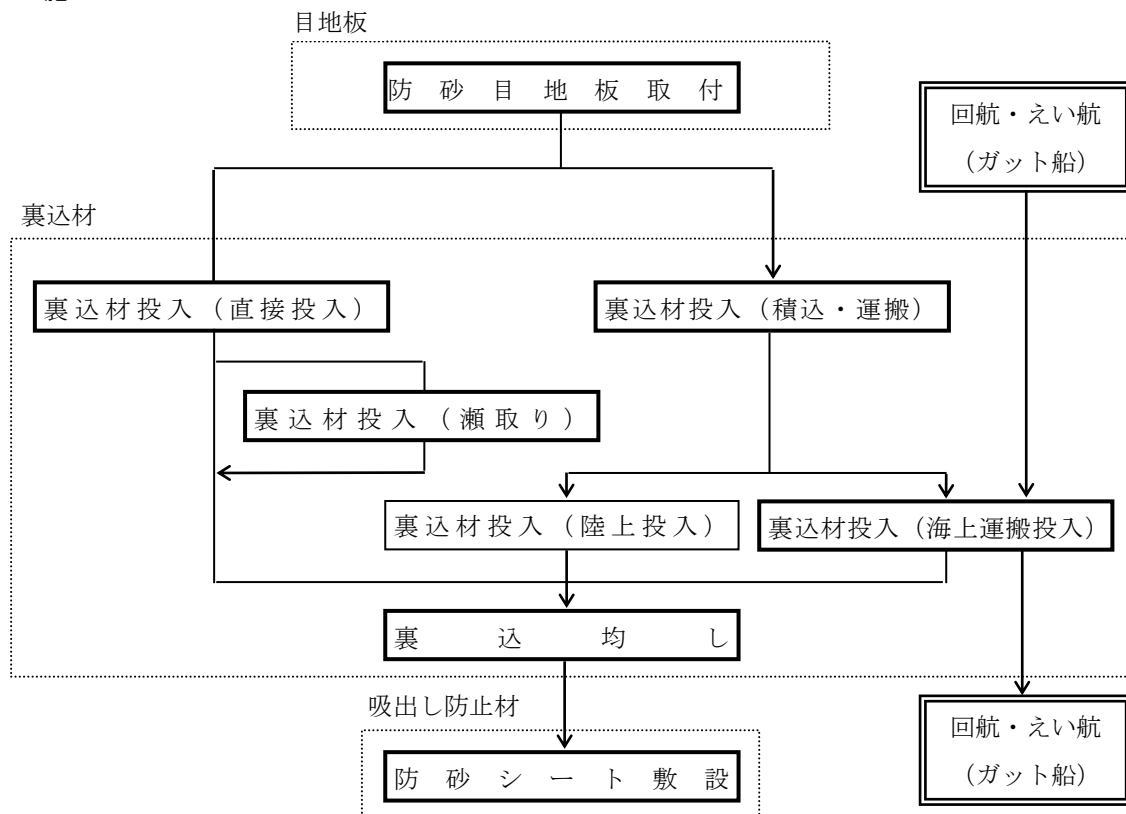 目地板
防砂目地板取付
回航・えい航
（ガット船）
裏込材
裏込材投入（直接投入）
裏込材投入（積込・運搬）
裏込材投入（瀬取り）
裏込材投入（陸上投入）
裏込材投入（海上運搬投入）
裏込均し
吸出し防止材
回航・えい航
（ガット船）
防砂シート敷設